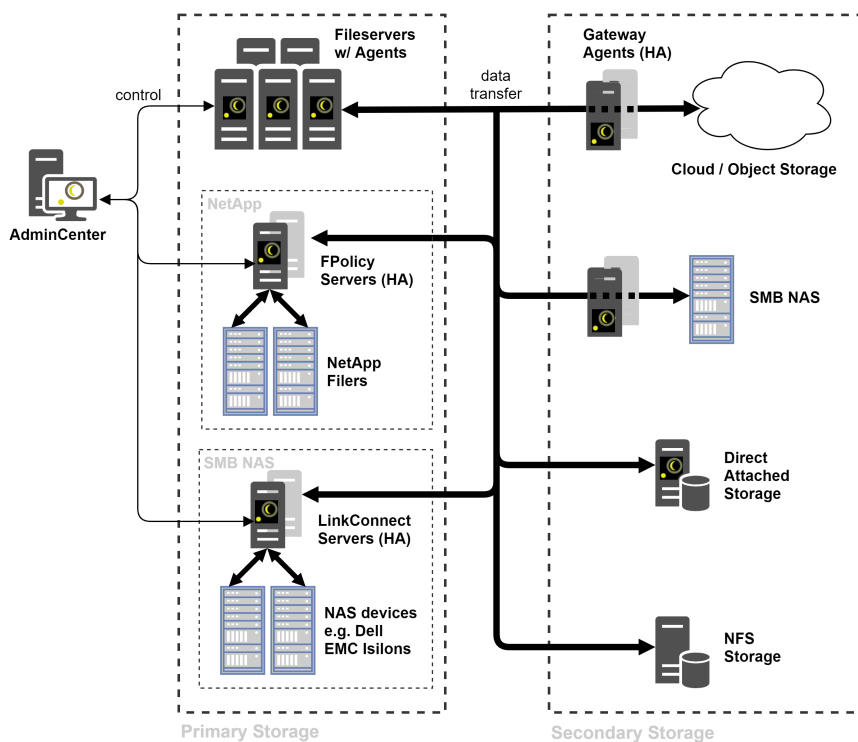 Fileservers
w/ Agents
Gateway
Agents (HA)
control
data
transfer
Cloud / Object Storage
AdminCenter
NetApp
FPolicy
Servers (HA)
SMB NAS
NetApp
Filers
SMB NAS
Direct
Attached
Storage
LinkConnect
Servers (HA)
NAS devices
e.g. Dell
EMC Isilons
NFS
Storage
Primary Storage
Secondary Storage